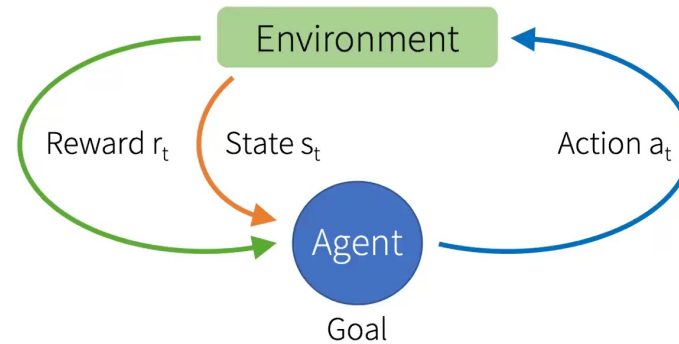 Environment
Reward rₜ
State sₜ
Action aₜ
Agent
Goal